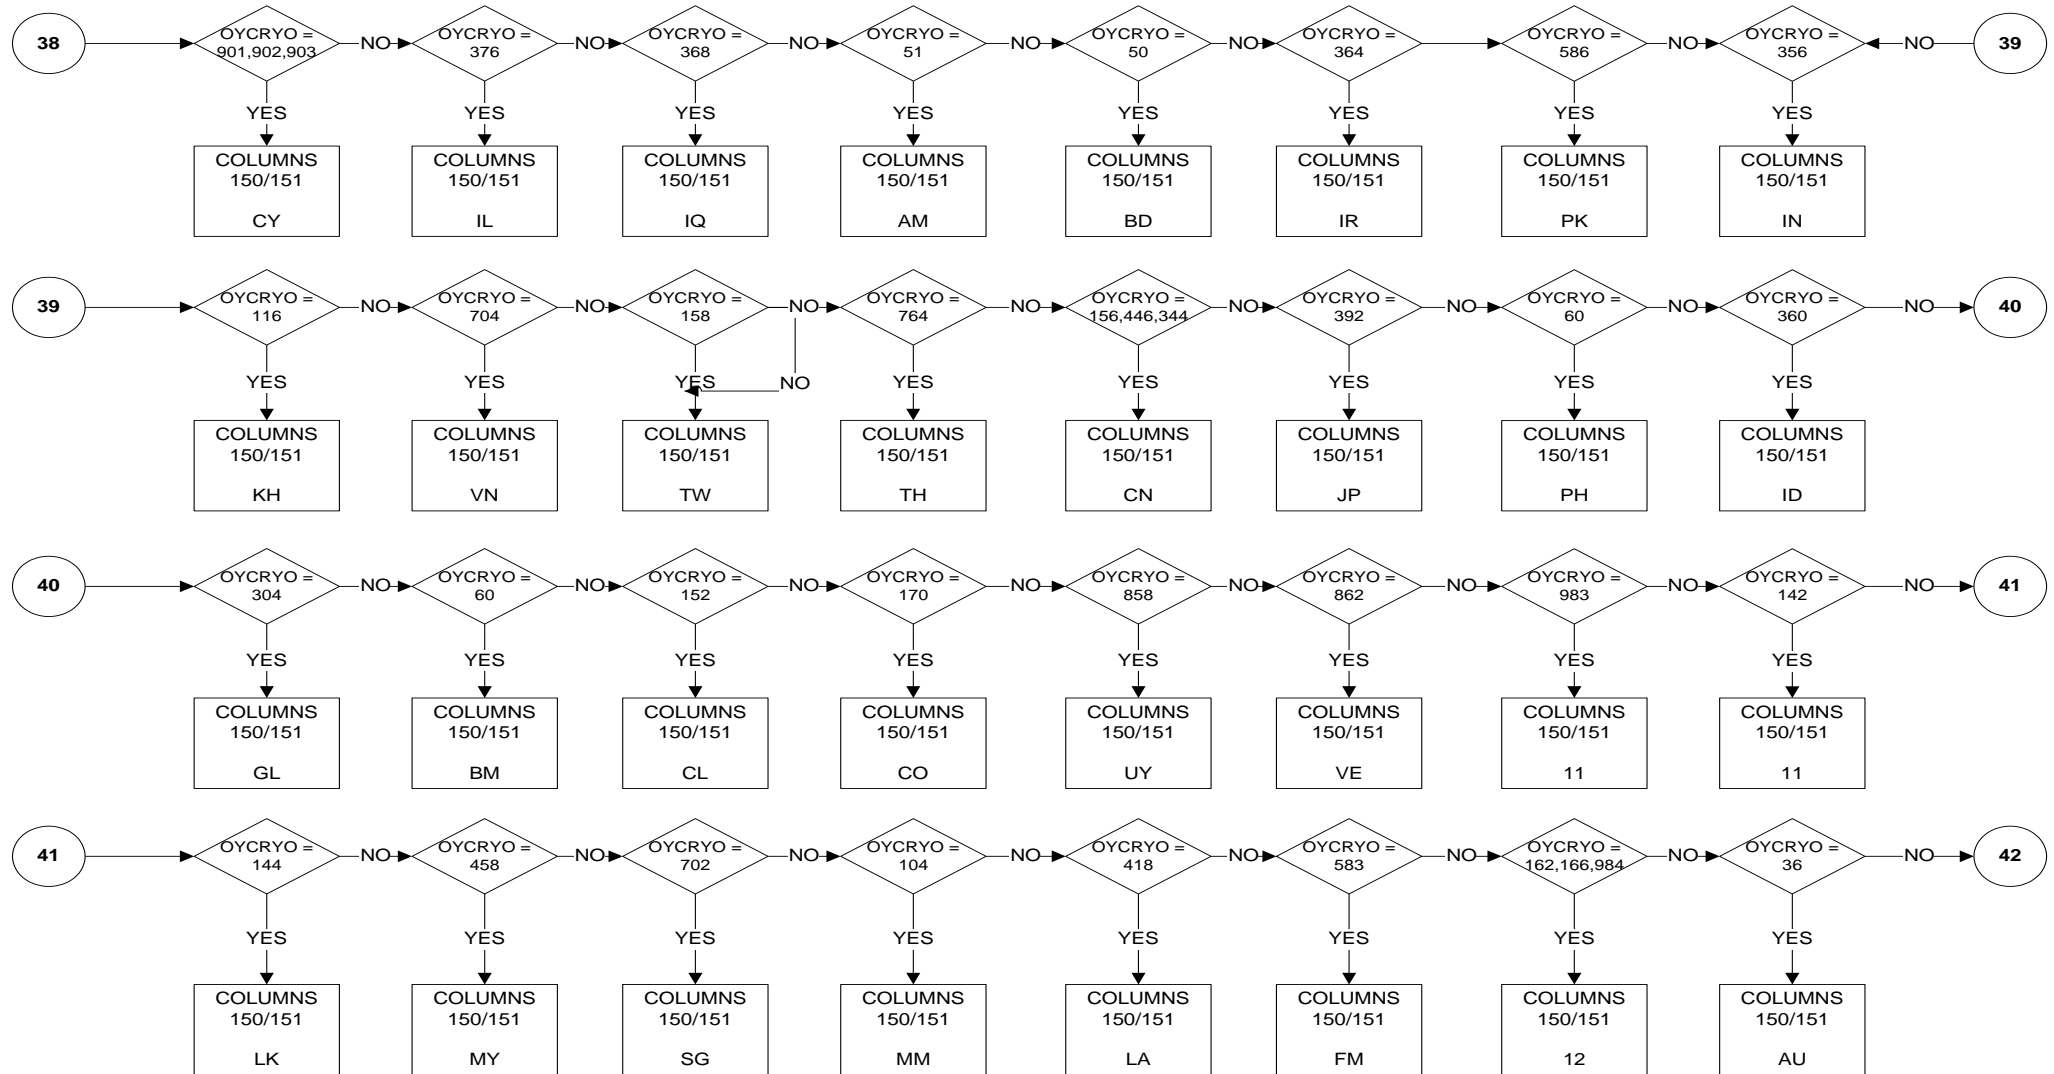 38
OYCRYO =
901,902,903
NO
OYCRYO =
376
NO
OYCRYO =
368
NO
OYCRYO =
51
NO
OYCRYO =
50
NO
OYCRYO =
364
OYCRYO =
586
NO
OYCRYO =
356
NO
39
YES
YES
YES
YES
YES
YES
YES
YES
COLUMNS
150/151
CY
COLUMNS
150/151
IL
COLUMNS
150/151
IQ
COLUMNS
150/151
AM
COLUMNS
150/151
BD
COLUMNS
150/151
IR
COLUMNS
150/151
PK
COLUMNS
150/151
IN
39
OYCRYO =
116
NO
OYCRYO =
704
NO
OYCRYO =
158
NO
OYCRYO =
764
NO
OYCRYO =
156,446,344
NO
OYCRYO =
392
NO
OYCRYO =
60
NO
OYCRYO =
360
NO
40
YES
YES
YES
NO
YES
YES
YES
YES
YES
COLUMNS
150/151
KH
COLUMNS
150/151
VN
COLUMNS
150/151
TW
COLUMNS
150/151
TH
COLUMNS
150/151
CN
COLUMNS
150/151
JP
COLUMNS
150/151
PH
COLUMNS
150/151
ID
40
OYCRYO =
304
NO
OYCRYO =
60
NO
OYCRYO =
152
NO
OYCRYO =
170
NO
OYCRYO =
858
NO
OYCRYO =
862
NO
OYCRYO =
983
NO
OYCRYO =
142
NO
41
YES
YES
YES
YES
YES
YES
YES
YES
COLUMNS
150/151
GL
COLUMNS
150/151
BM
COLUMNS
150/151
CL
COLUMNS
150/151
CO
COLUMNS
150/151
UY
COLUMNS
150/151
VE
COLUMNS
150/151
11
COLUMNS
150/151
11
41
OYCRYO =
144
NO
OYCRYO =
458
NO
OYCRYO =
702
NO
OYCRYO =
104
NO
OYCRYO =
418
NO
OYCRYO =
583
NO
OYCRYO =
162,166,984
NO
OYCRYO =
36
NO
42
YES
YES
YES
YES
YES
YES
YES
YES
COLUMNS
150/151
LK
COLUMNS
150/151
MY
COLUMNS
150/151
SG
COLUMNS
150/151
MM
COLUMNS
150/151
LA
COLUMNS
150/151
FM
COLUMNS
150/151
12
COLUMNS
150/151
AU